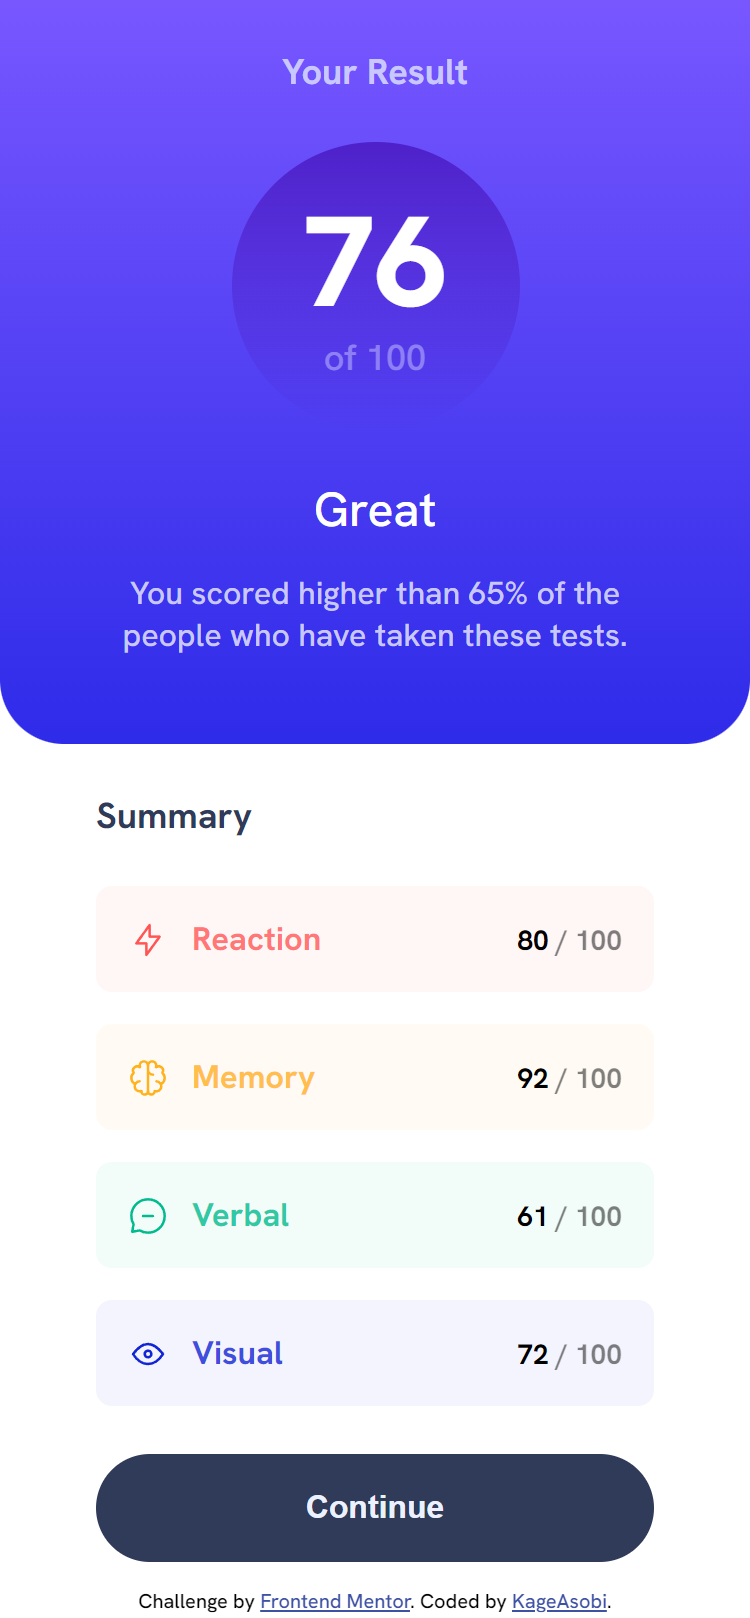 Your Result
76
of 100
Great
You scored higher than 65% of the
people who have taken these tests.
Summary
Reaction 80 / 100
Memory 92 / 100
Verbal 61 / 100
Visual 72 / 100
Continue
Challenge by Frontend Mentor. Coded by KageAsobi.